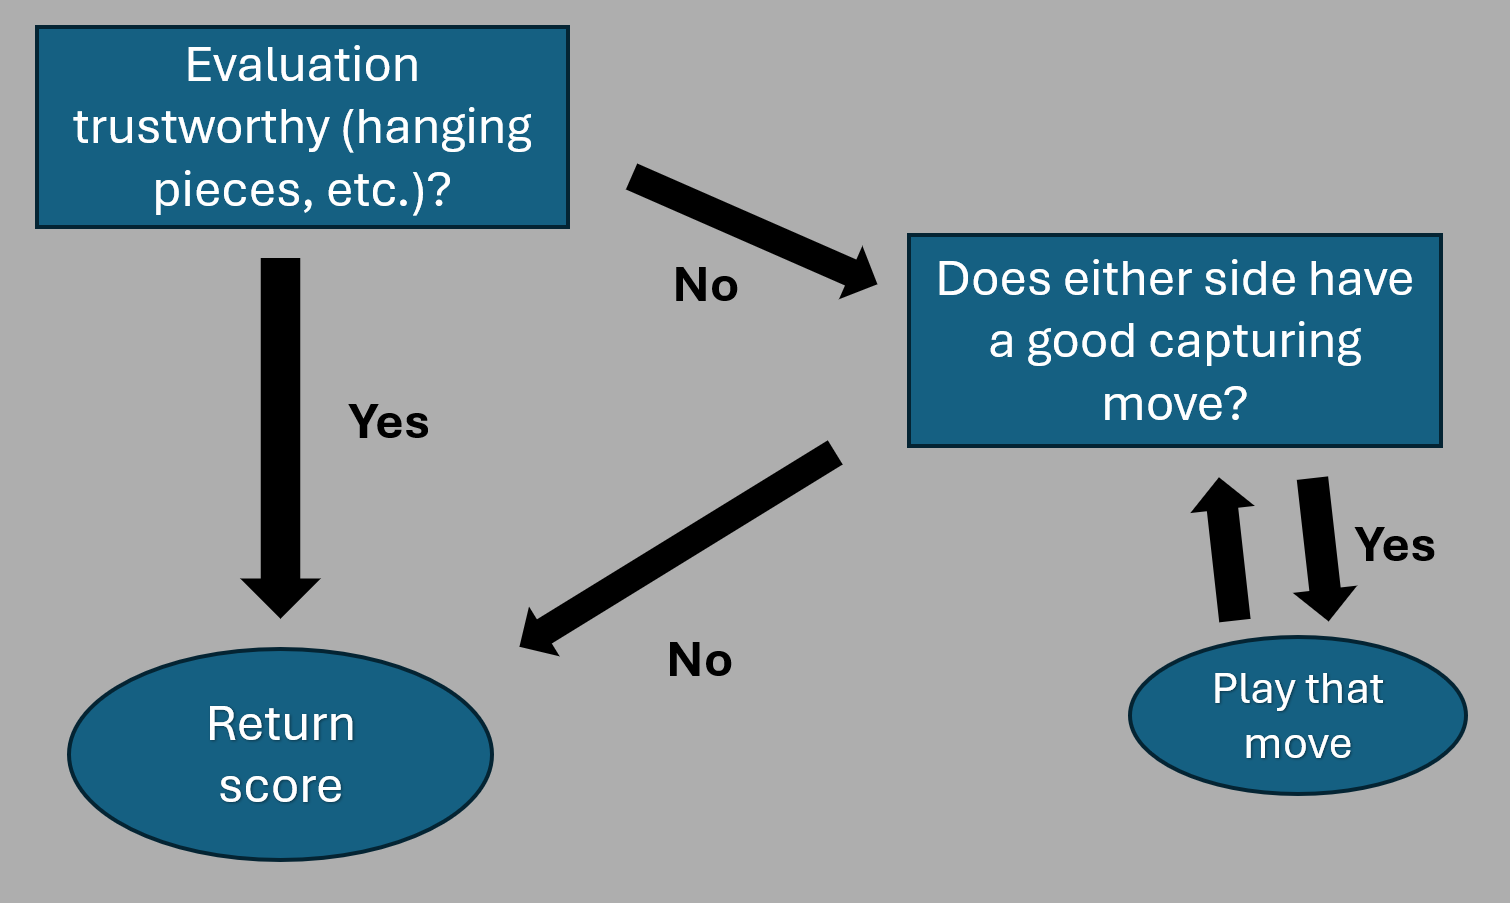 Evaluation
trustworthy (hanging
pieces, etc.)?
No
Does either side have
a good capturing
move?
Yes
Yes
No
Play that
move
Return
score